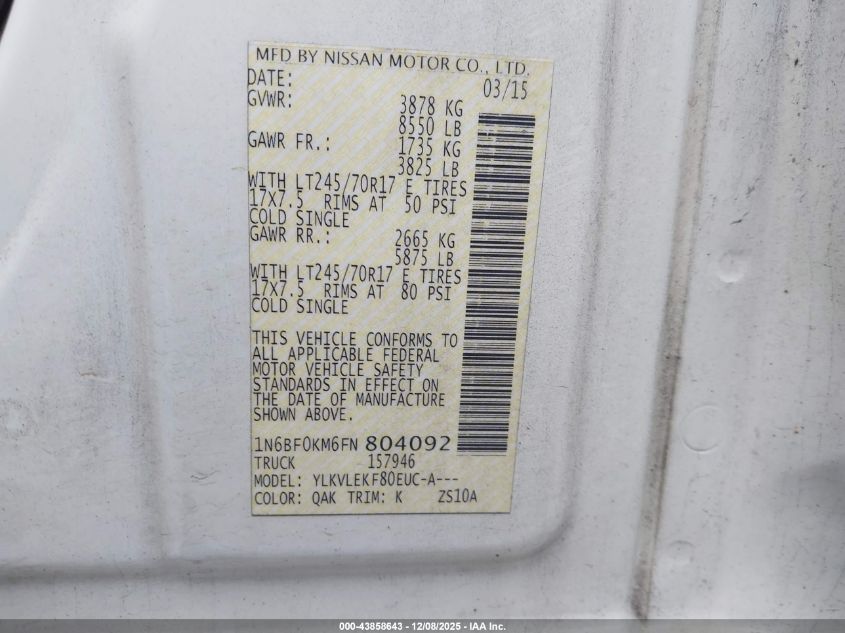 MFD BY NISSAN MOTOR CO., LTD.
DATE: 03/15
GVWR: 3878 KG
8550 LB
GAWR FR.: 1735 KG
3825 LB
WITH LT245/70R17 E TIRES
17X7.5 RIMS AT 50 PSI
COLD SINGLE
GAWR RR.: 2665 KG
5875 LB
WITH LT245/70R17 E TIRES
17X7.5 RIMS AT 80 PSI
COLD SINGLE
THIS VEHICLE CONFORMS TO
ALL APPLICABLE FEDERAL
MOTOR VEHICLE SAFETY
STANDARDS IN EFFECT ON
THE DATE OF MANUFACTURE
SHOWN ABOVE.
1N6BF0KM6FN 804092
TRUCK 157946
MODEL: YLKVLEKF80EUC-A---
COLOR: QAK TRIM: K ZS10A
000-43858643 - 12/08/2025 - IAA Inc.